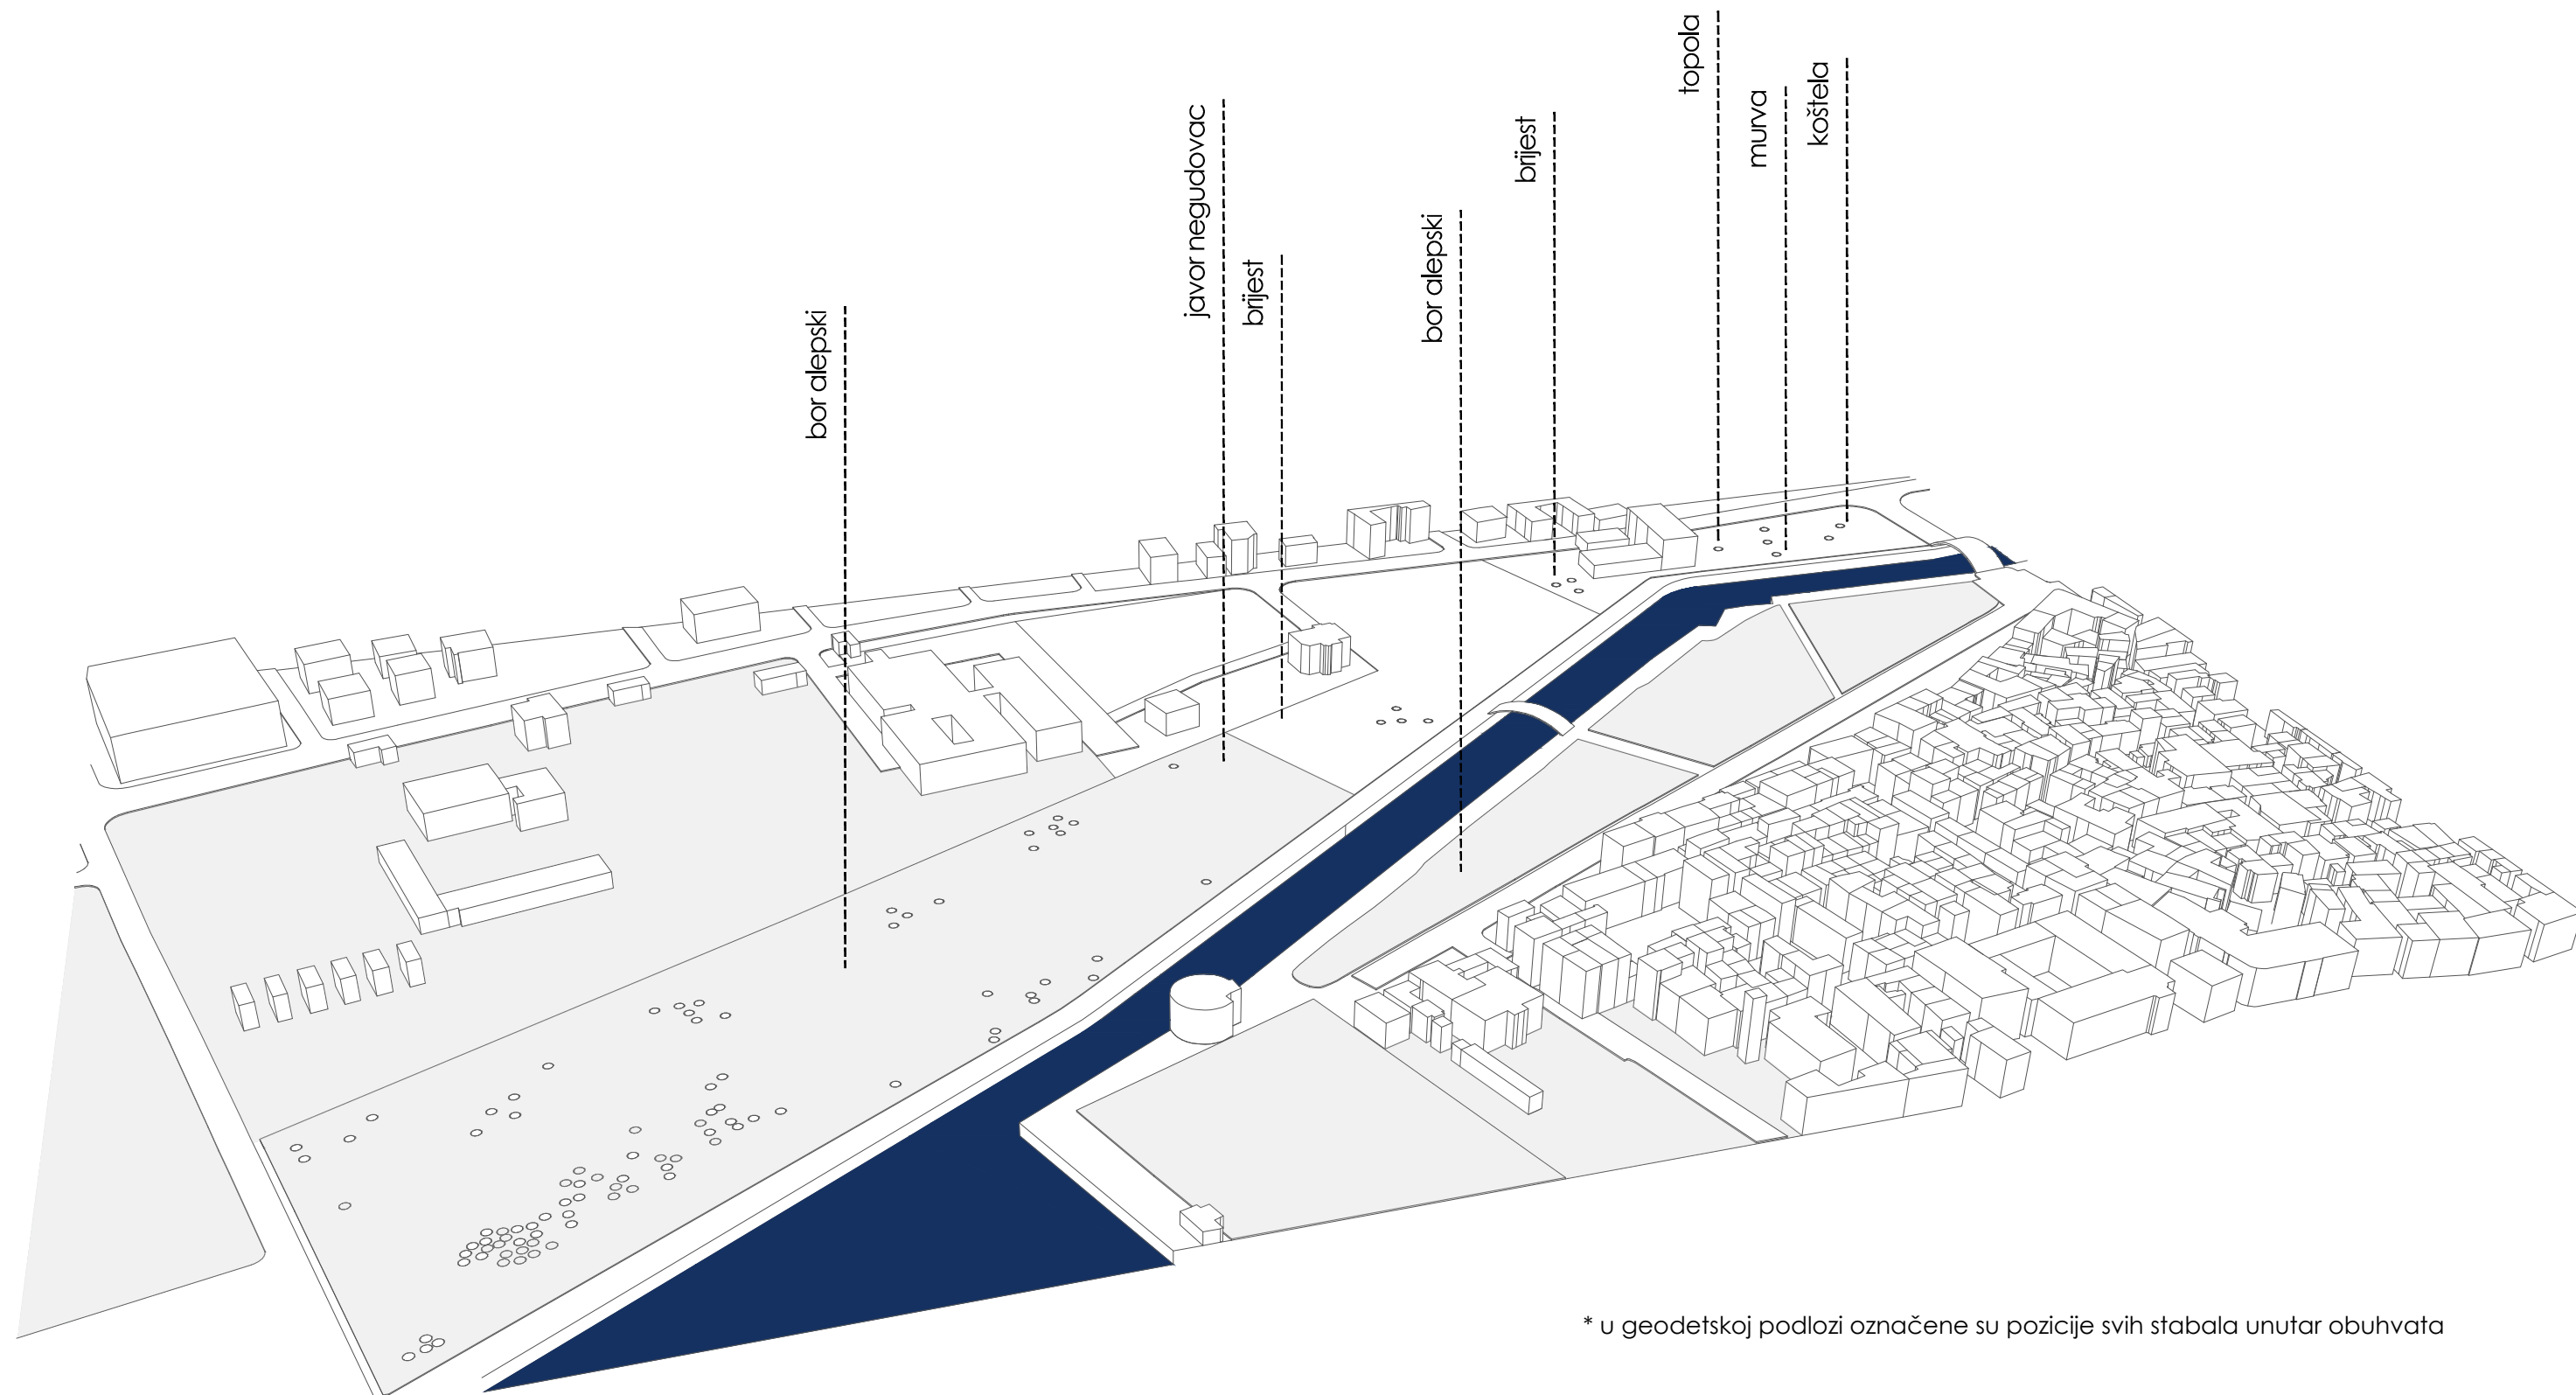 bor alepski
javor negudovac
brijest
bor alepski
brijest
topola
murva
koštela
* u geodetskoj podlozi označene su pozicije svih stabala unutar obuhvata